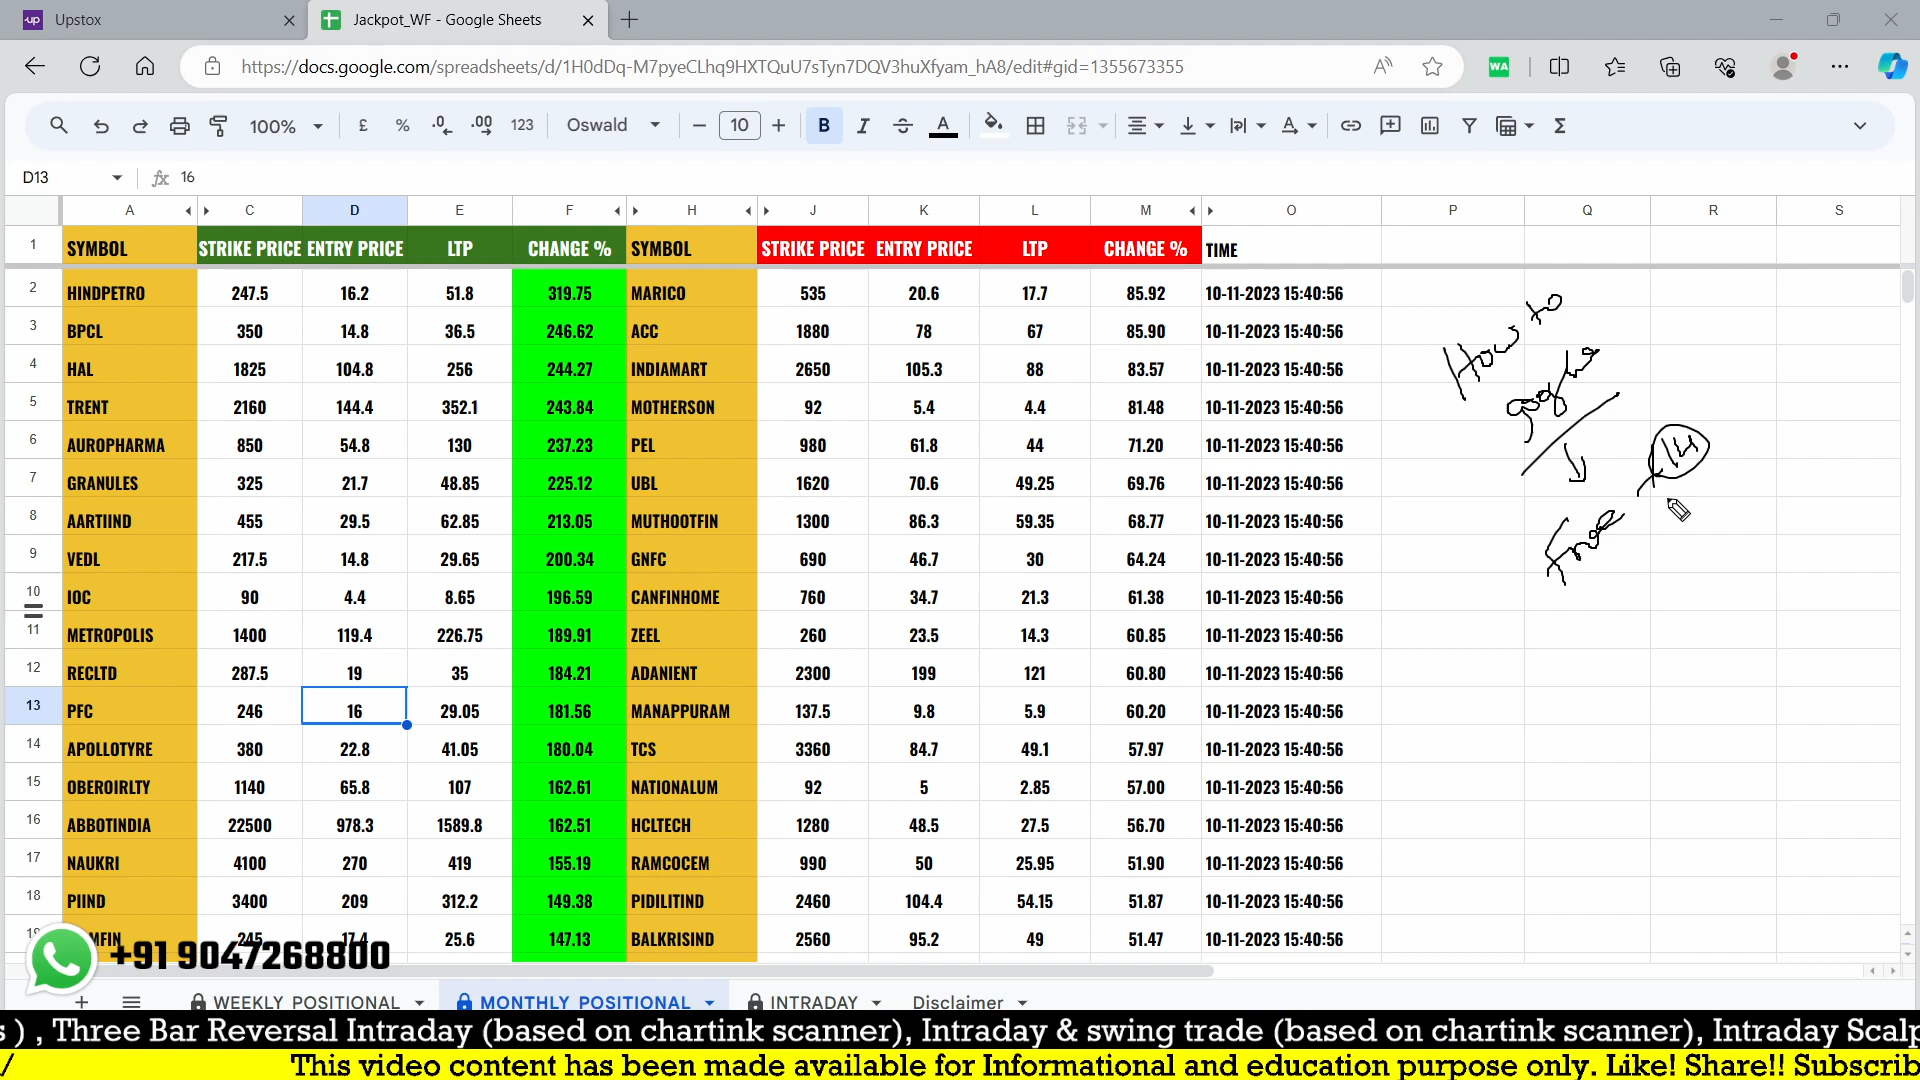 Upstox
Jackpot_WF - Google Sheets
https://docs.google.com/spreadsheets/d/1H0dDq-M7pyeCLhq9HXTQuU7sTyn7DQV3huXfyam_hA8/edit#gid=1355673355
100% £ % .0 .00 123 Oswald 10 B I A Σ
D13 fx 16
A C D E F H J K L M O P Q R S
1 SYMBOL STRIKE PRICE ENTRY PRICE LTP CHANGE % SYMBOL STRIKE PRICE ENTRY PRICE LTP CHANGE % TIME
2 HINDPETRO 247.5 16.2 51.8 319.75 MARICO 535 20.6 17.7 85.92 10-11-2023 15:40:56
3 BPCL 350 14.8 36.5 246.62 ACC 1880 78 67 85.90 10-11-2023 15:40:56
4 HAL 1825 104.8 256 244.27 INDIAMART 2650 105.3 88 83.57 10-11-2023 15:40:56
5 TRENT 2160 144.4 352.1 243.84 MOTHERSON 92 5.4 4.4 81.48 10-11-2023 15:40:56
6 AUROPHARMA 850 54.8 130 237.23 PEL 980 61.8 44 71.20 10-11-2023 15:40:56
7 GRANULES 325 21.7 48.85 225.12 UBL 1620 70.6 49.25 69.76 10-11-2023 15:40:56
8 AARTIIND 455 29.5 62.85 213.05 MUTHOOTFIN 1300 86.3 59.35 68.77 10-11-2023 15:40:56
9 VEDL 217.5 14.8 29.65 200.34 GNFC 690 46.7 30 64.24 10-11-2023 15:40:56
10 IOC 90 4.4 8.65 196.59 CANFINHOME 760 34.7 21.3 61.38 10-11-2023 15:40:56
11 METROPOLIS 1400 119.4 226.75 189.91 ZEEL 260 23.5 14.3 60.85 10-11-2023 15:40:56
12 RECLTD 287.5 19 35 184.21 ADANIENT 2300 199 121 60.80 10-11-2023 15:40:56
13 PFC 246 16 29.05 181.56 MANAPPURAM 137.5 9.8 5.9 60.20 10-11-2023 15:40:56
14 APOLLOTYRE 380 22.8 41.05 180.04 TCS 3360 84.7 49.1 57.97 10-11-2023 15:40:56
15 OBEROIRLTY 1140 65.8 107 162.61 NATIONALUM 92 5 2.85 57.00 10-11-2023 15:40:56
16 ABBOTINDIA 22500 978.3 1589.8 162.51 HCLTECH 1280 48.5 27.5 56.70 10-11-2023 15:40:56
17 NAUKRI 4100 270 419 155.19 RAMCOCEM 990 50 25.95 51.90 10-11-2023 15:40:56
18 PIIND 3400 209 312.2 149.38 PIDILITIND 2460 104.4 54.15 51.87 10-11-2023 15:40:56
MFIN 245 17.4 25.6 147.13 BALKRISIND 2560 95.2 49 51.47 10-11-2023 15:40:56
How to
+91 9047268800
WEEKLY POSITIONAL MONTHLY POSITIONAL INTRADAY Disclaimer
s ) , Three Bar Reversal Intraday (based on chartink scanner), Intraday & swing trade (based on chartink scanner), Intraday Scalp
/ This video content has been made available for Informational and education purpose only. Like! Share!! Subscrib